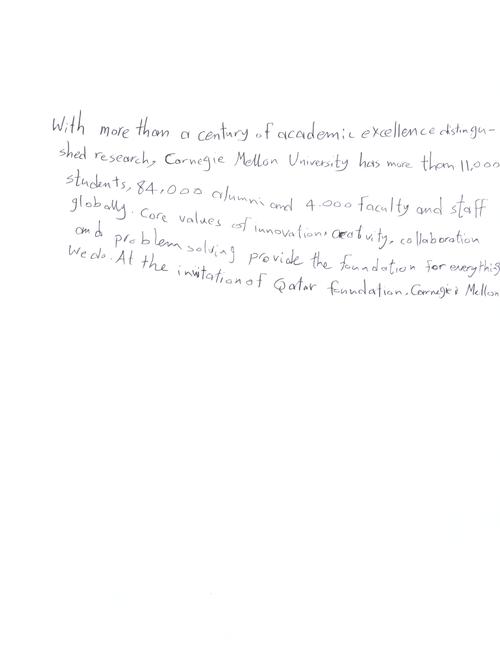 With more than a century of academic excellence distingu-
shed research, Carnegie Mellon University has more than 11,000
students, 84,000 alumni and 4,000 faculty and staff
globally. Core values of innovation, creativity, collaboration
and problem solving provide the foundation for everything
We do. At the invitation of Qatar foundation, Carnegie Mellon